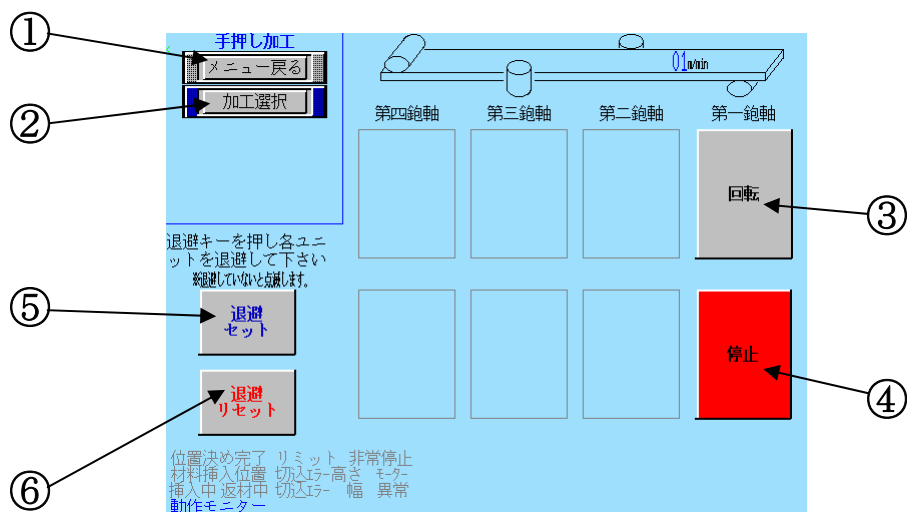 ①
手押し加工
メニュー戻る
②
加工選択
01m/min
第四鉋軸 第三鉋軸 第二鉋軸 第一鉋軸
回転
③
退避キーを押し各ユニ
ットを退避して下さい
※退避していないと点滅します。
⑤
退避
セット
停止
④
退避
リセット
⑥
位置決め完了 リミット 非常停止
材料挿入位置 切込エラー高さ モーター
挿入中 返材中 切込エラー 幅 異常
動作モニター